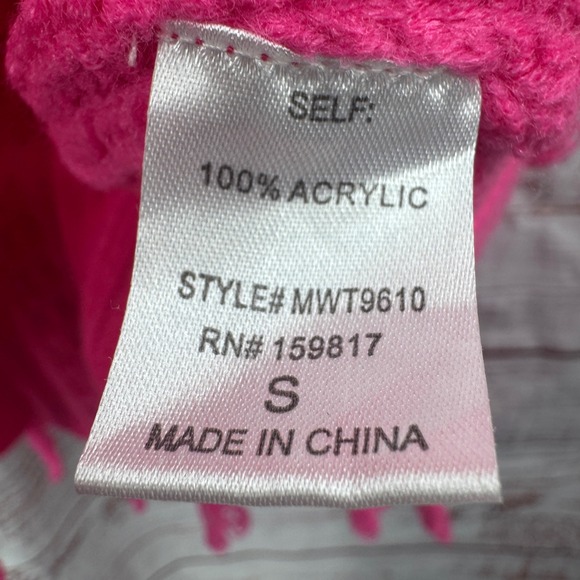 SELF:
100% ACRYLIC
STYLE# MWT9610
RN# 159817
S
MADE IN CHINA